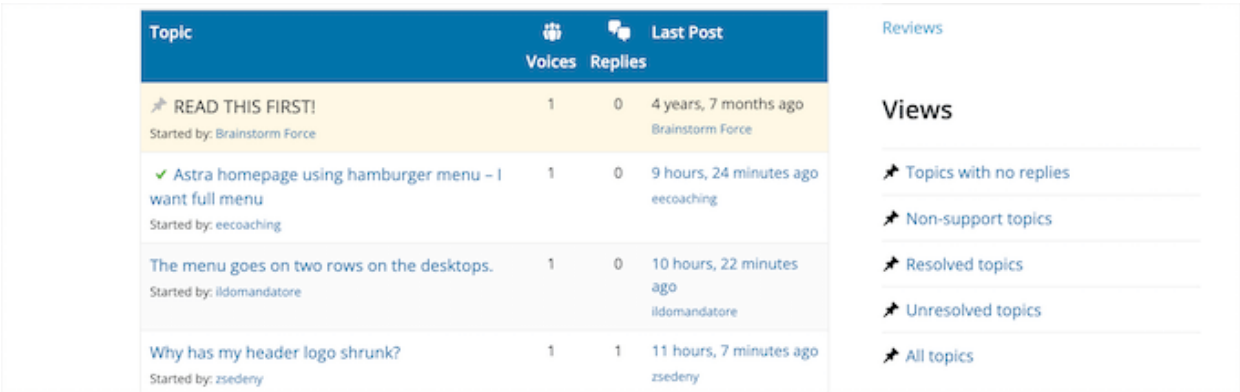 Topic Voices Replies Last Post
READ THIS FIRST! 1 0 4 years, 7 months ago
Started by: Brainstorm Force Brainstorm Force
Astra homepage using hamburger menu – I 1 0 9 hours, 24 minutes ago
want full menu eecoaching
Started by: eecoaching
The menu goes on two rows on the desktops. 1 0 10 hours, 22 minutes
ago
Started by: ildomandatore ildomandatore
Why has my header logo shrunk? 1 1 11 hours, 7 minutes ago
Started by: zsedeny zsedeny
Reviews
Views
Topics with no replies
Non-support topics
Resolved topics
Unresolved topics
All topics